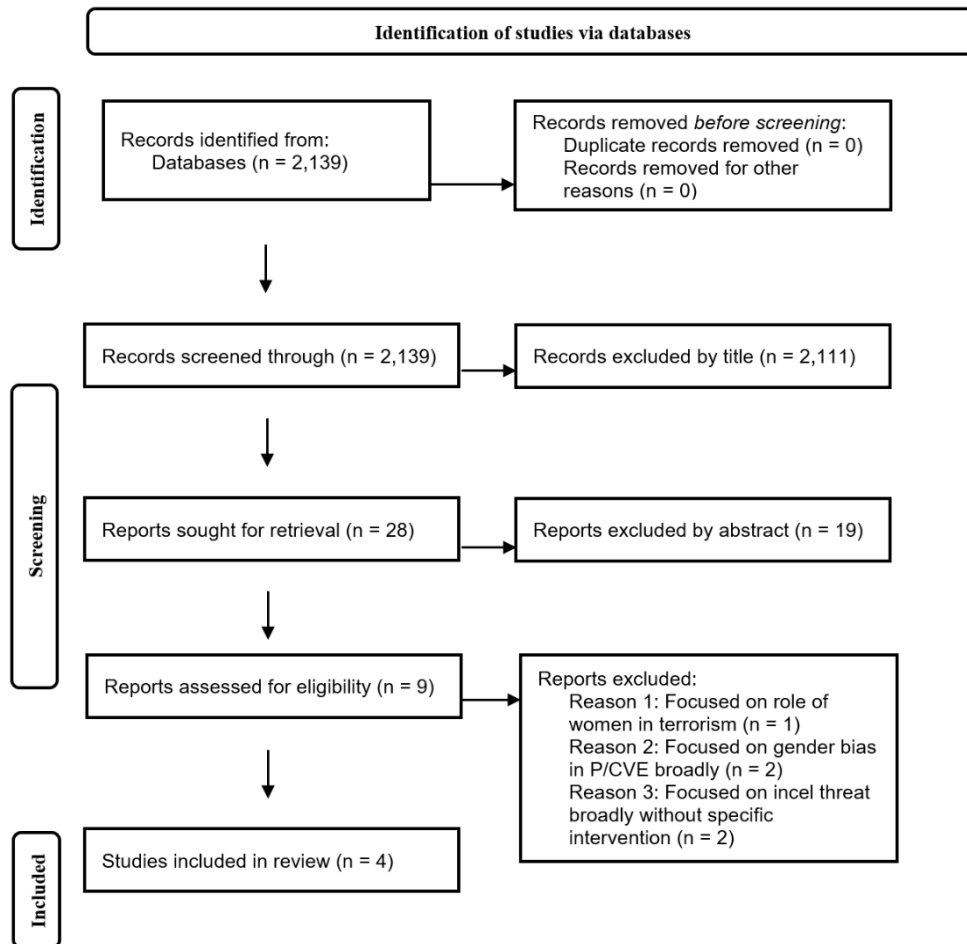 Identification of studies via databases
Identification
Records identified from:
Databases (n = 2,139)
Records removed before screening:
Duplicate records removed (n = 0)
Records removed for other
reasons (n = 0)
Screening
Records screened through (n = 2,139)
Records excluded by title (n = 2,111)
Reports sought for retrieval (n = 28)
Reports excluded by abstract (n = 19)
Reports assessed for eligibility (n = 9)
Reports excluded:
Reason 1: Focused on role of
women in terrorism (n = 1)
Reason 2: Focused on gender bias
in P/CVE broadly (n = 2)
Reason 3: Focused on incel threat
broadly without specific
intervention (n = 2)
Included
Studies included in review (n = 4)